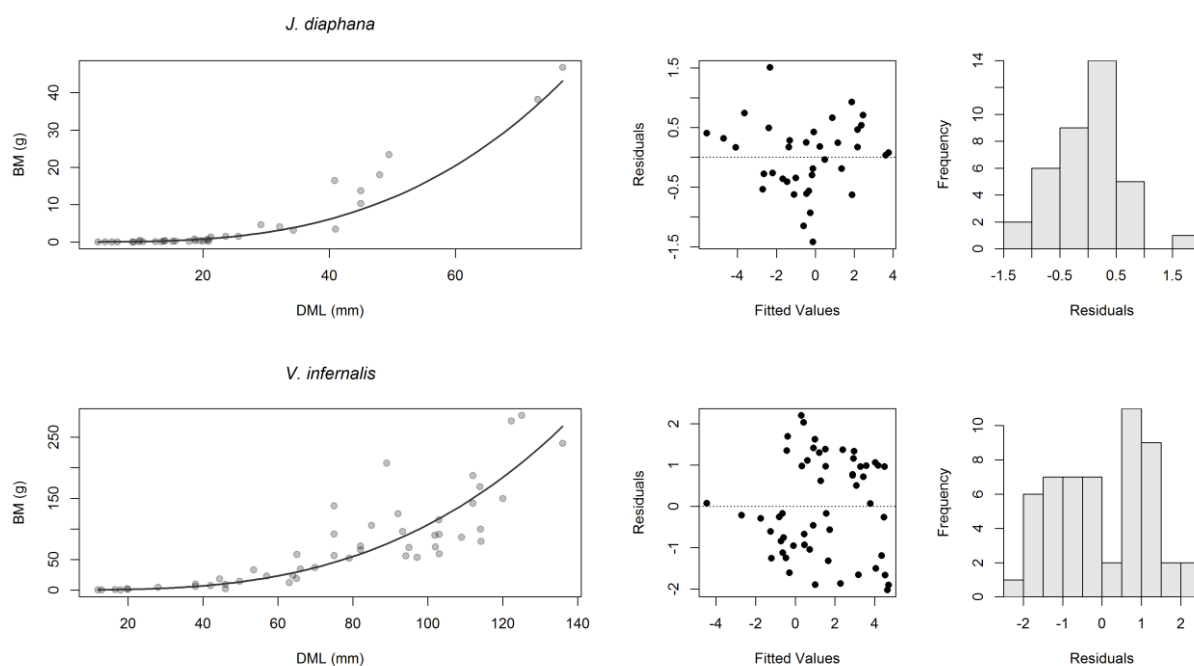 J. diaphana
BM (g)
0 10 20 30 40
20 40 60
DML (mm)
Residuals
-1.5 -0.5 0.5 1.5
-4 -2 0 2 4
Fitted Values
Frequency
0 2 4 6 8 10 14
-1.5 -0.5 0.5 1.5
Residuals
V. infernalis
BM (g)
0 50 150 250
20 40 60 80 100 120 140
DML (mm)
Residuals
-2 -1 0 1 2
-4 -2 0 2 4
Fitted Values
Frequency
0 2 4 6 8 10
-2 -1 0 1 2
Residuals